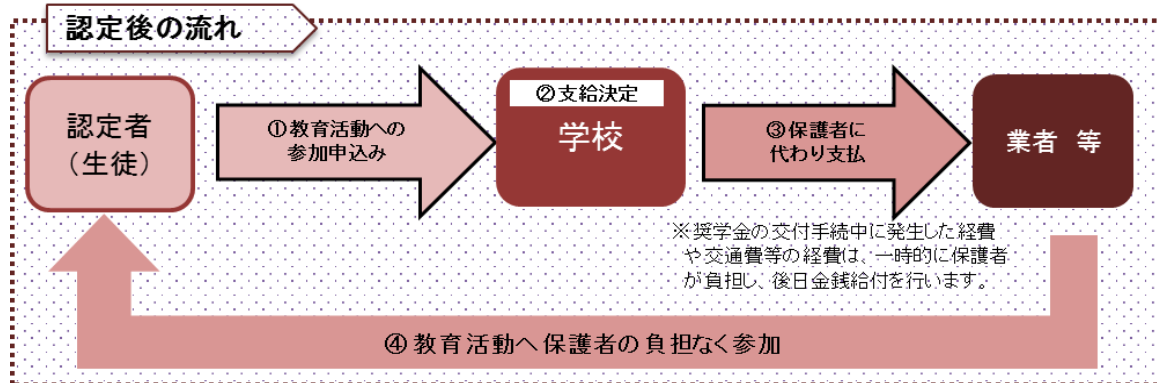 認定後の流れ
認定者
（生徒）
①教育活動への
参加申込み
②支給決定
学校
③保護者に
代わり支払
業者　等
※奨学金の交付手続中に発生した経費
や交通費等の経費は、一時的に保護者
が負担し、後日金銭給付を行います。
④教育活動へ保護者の負担なく参加